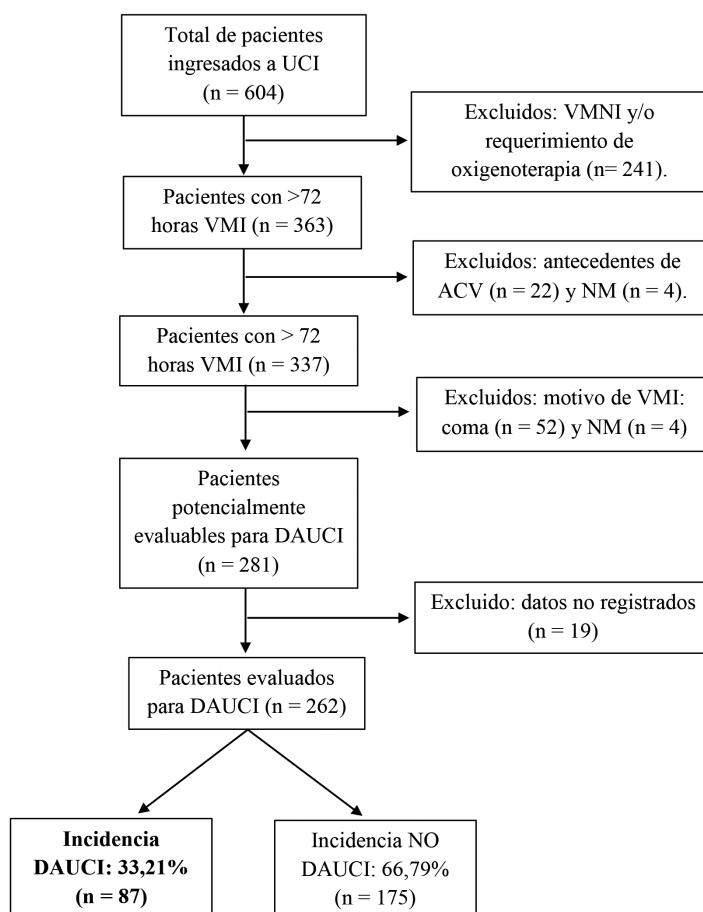 Total de pacientes
ingresados a UCI
(n = 604)
Excluidos: VMNI y/o
requerimiento de
oxigenoterapia (n= 241).
Pacientes con >72
horas VMI (n = 363)
Excluidos: antecedentes de
ACV (n = 22) y NM (n = 4).
Pacientes con > 72
horas VMI (n = 337)
Excluidos: motivo de VMI:
coma (n = 52) y NM (n = 4)
Pacientes
potencialmente
evaluables para DAUCI
(n = 281)
Excluido: datos no registrados
(n = 19)
Pacientes evaluados
para DAUCI (n = 262)
Incidencia
DAUCI: 33,21%
(n = 87)
Incidencia NO
DAUCI: 66,79%
(n = 175)